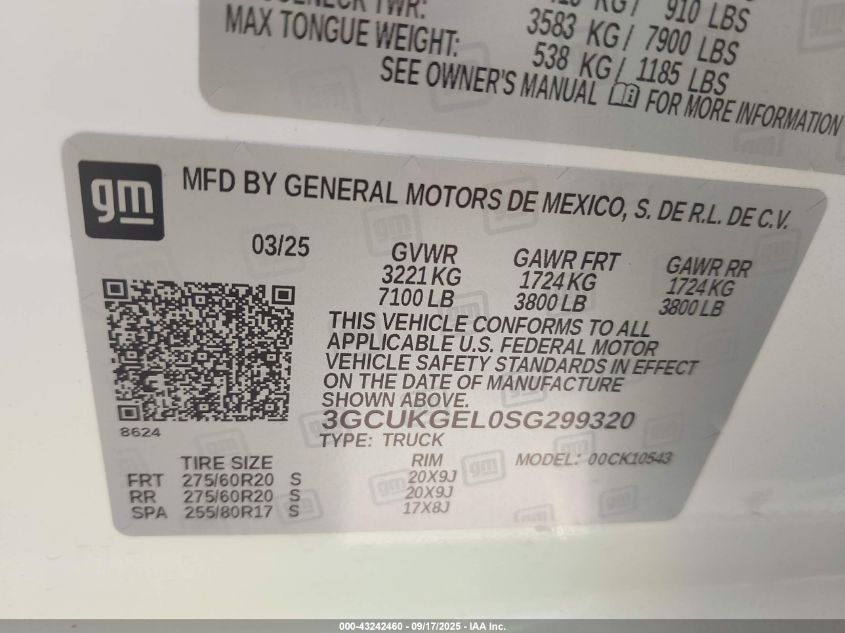 TWR:
KG / 910 LBS
3583 KG / 7900 LBS
MAX TONGUE WEIGHT: 538 KG / 1185 LBS
SEE OWNER'S MANUAL FOR MORE INFORMATION
gm
MFD BY GENERAL MOTORS DE MEXICO, S. DE R.L. DE C.V.
03/25
GVWR GAWR FRT GAWR RR
3221 KG 1724 KG 1724 KG
7100 LB 3800 LB 3800 LB
THIS VEHICLE CONFORMS TO ALL
APPLICABLE U.S. FEDERAL MOTOR
VEHICLE SAFETY STANDARDS IN EFFECT
ON THE DATE OF MANUFACTURE
SHOWN ABOVE.
3GCUKGEL0SG299320
8624
TYPE: TRUCK
TIRE SIZE RIM MODEL: 00CK10543
FRT 275/60R20 S 20X9J
RR 275/60R20 S 20X9J
SPA 255/80R17 S 17X8J
000-43242460 - 09/17/2025 - IAA Inc.